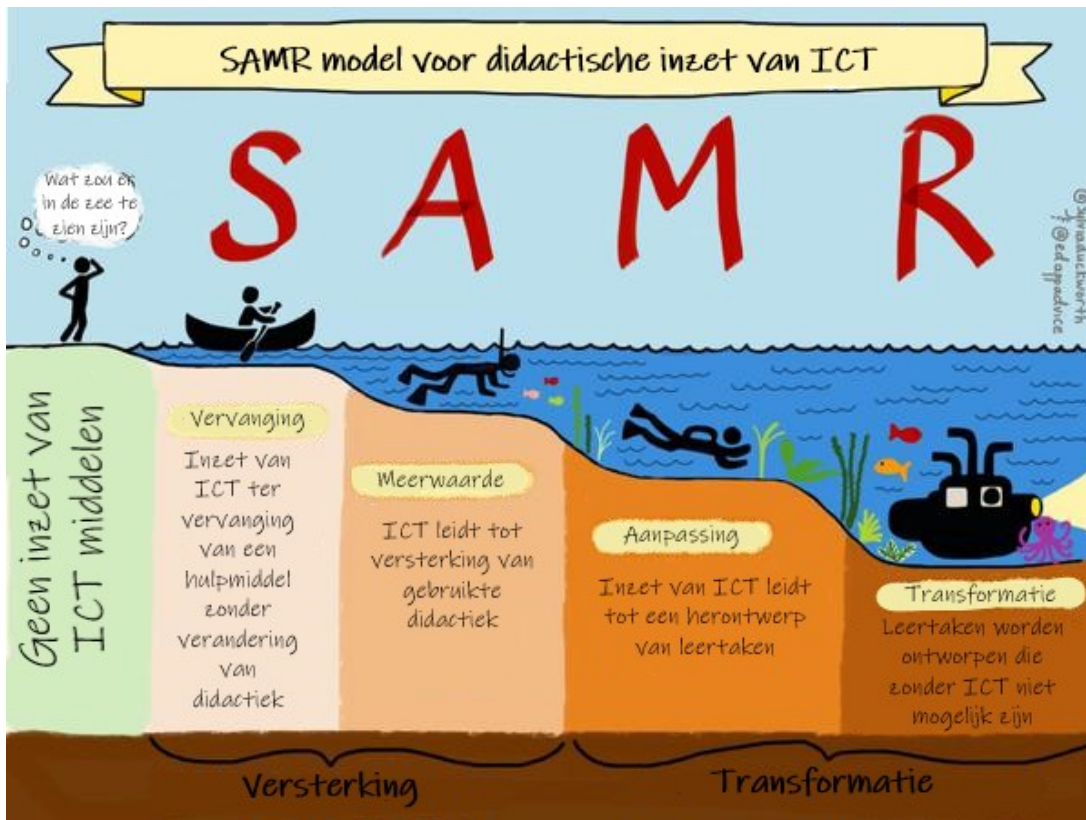 SAMR model voor didactische inzet van ICT
S A M R
Wat zou er
in de zee te
zien zijn?
@sylviaduckworth
@edappadvice
Geen inzet van
ICT middelen
Vervanging
Inzet van
ICT ter
vervanging
van een
hulpmiddel
zonder
verandering
van
didactiek
Meerwaarde
ICT leidt tot
versterking van
gebruikte
didactiek
Aanpassing
Inzet van ICT leidt
tot een herontwerp
van leertaken
Transformatie
Leertaken worden
ontworpen die
zonder ICT niet
mogelijk zijn
Versterking
Transformatie